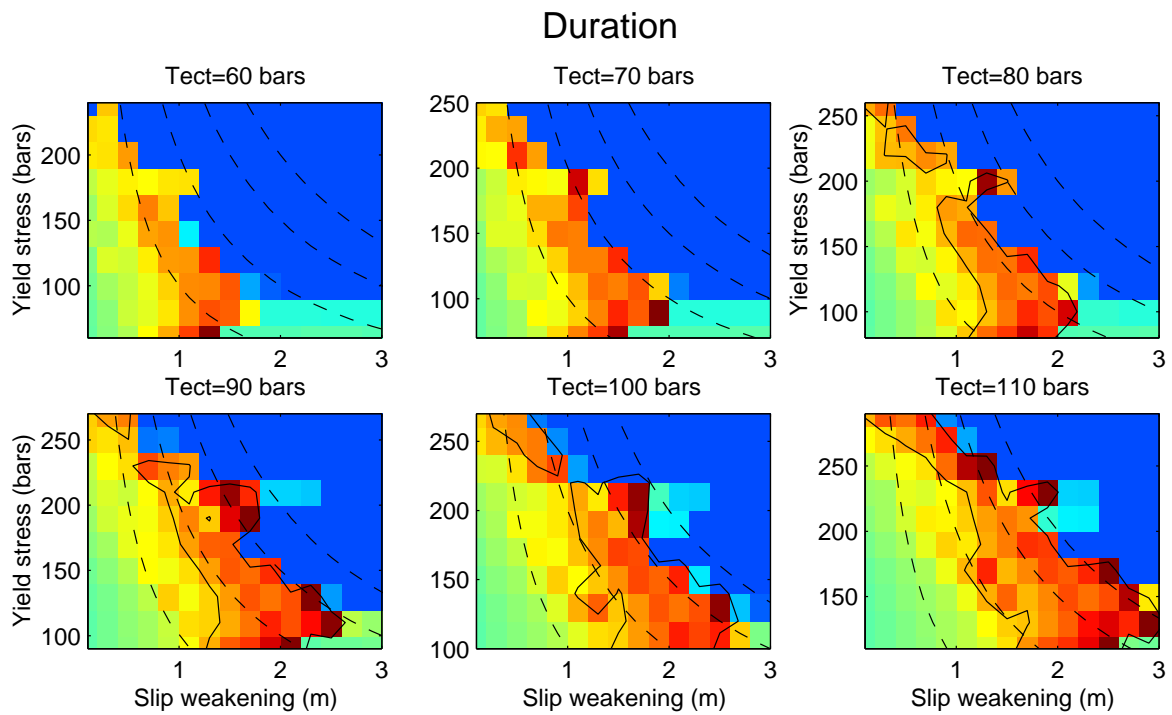 Duration
Tect=60 bars
Tect=70 bars
Tect=80 bars
200
150
100
Yield stress (bars)
1
2
3
250
200
150
100
1
2
3
250
200
150
100
Yield stress (bars)
1
2
3
Tect=90 bars
Tect=100 bars
Tect=110 bars
250
200
150
100
Yield stress (bars)
1
2
3
Slip weakening (m)
250
200
150
100
1
2
3
Slip weakening (m)
250
200
150
Yield stress (bars)
1
2
3
Slip weakening (m)